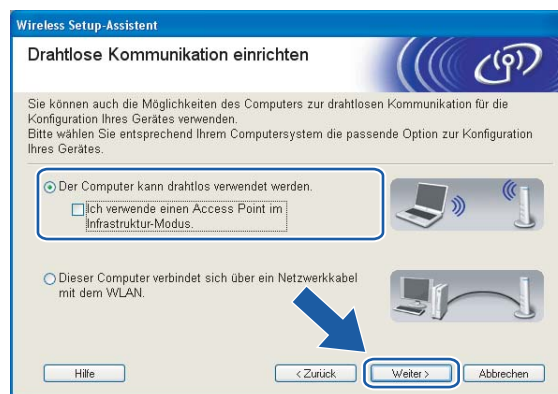 Wireless Setup-Assistent
Drahtlose Kommunikation einrichten
Sie können auch die Möglichkeiten des Computers zur drahtlosen Kommunikation für die
Konfiguration Ihres Gerätes verwenden.
Bitte wählen Sie entsprechend Ihrem Computersystem die passende Option zur Konfiguration
Ihres Gerätes.
Der Computer kann drahtlos verwendet werden.
Ich verwende einen Access Point im
Infrastruktur-Modus.
Dieser Computer verbindet sich über ein Netzwerkkabel
mit dem WLAN.
Hilfe
< Zurück
Weiter >
Abbrechen